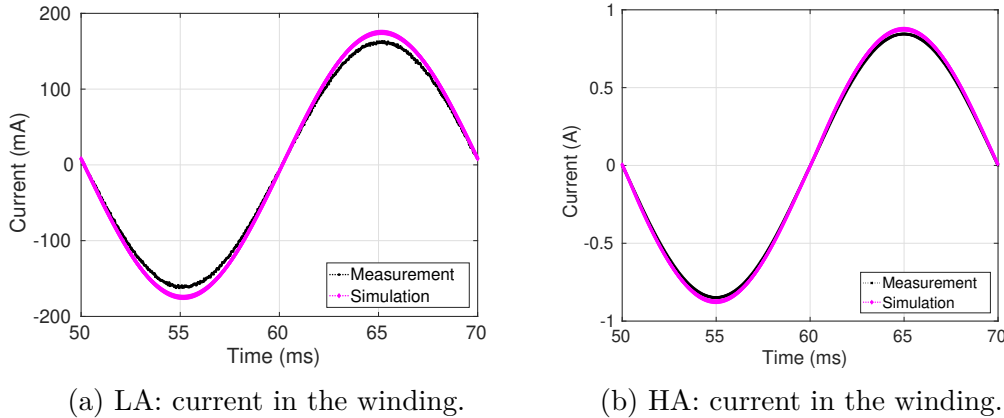 200
100
0
-100
-200
50
55
60
65
70
Current (mA)
Time (ms)
Measurement
Simulation
(a) LA: current in the winding.
1
0.5
0
-0.5
-1
50
55
60
65
70
Current (A)
Time (ms)
Measurement
Simulation
(b) HA: current in the winding.